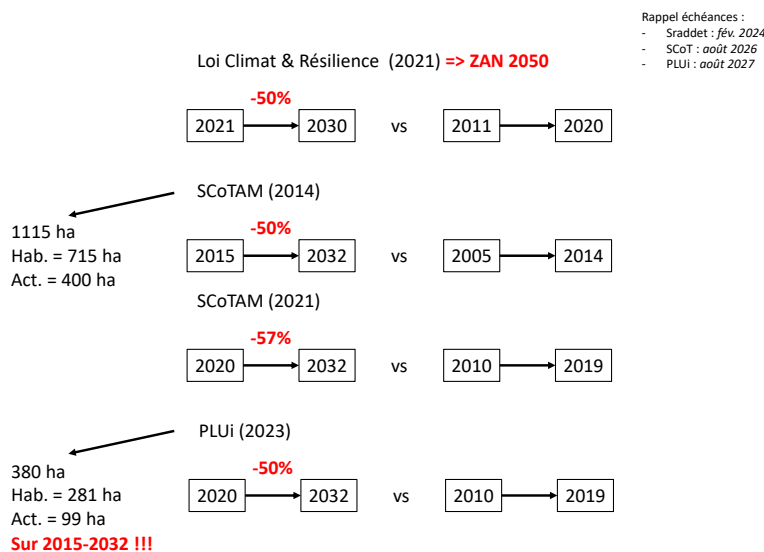 Rappel échéances :
- Sraddet : fév. 2024
- SCoT : août 2026
- PLUi : août 2027
Loi Climat & Résilience (2021) => ZAN 2050
-50%
2021 2030 vs 2011 2020
SCoTAM (2014)
1115 ha
Hab. = 715 ha
Act. = 400 ha
-50%
2015 2032 vs 2005 2014
SCoTAM (2021)
-57%
2020 2032 vs 2010 2019
PLUi (2023)
380 ha
Hab. = 281 ha
Act. = 99 ha
Sur 2015-2032 !!!
-50%
2020 2032 vs 2010 2019